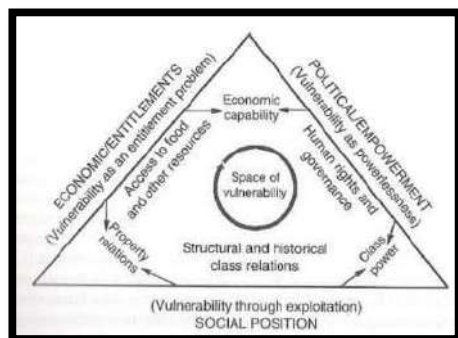 ECONOMIC/ENTITLEMENTS
(Vulnerability as an entitlement problem)
Access to food
and other resources
Property
relations
Economic
capability
POLITICAL/EMPOWERMENT
(Vulnerability as powerlessness)
Human rights and
governance
Class
power
Space of
vulnerability
Structural and historical
class relations
(Vulnerability through exploitation)
SOCIAL POSITION